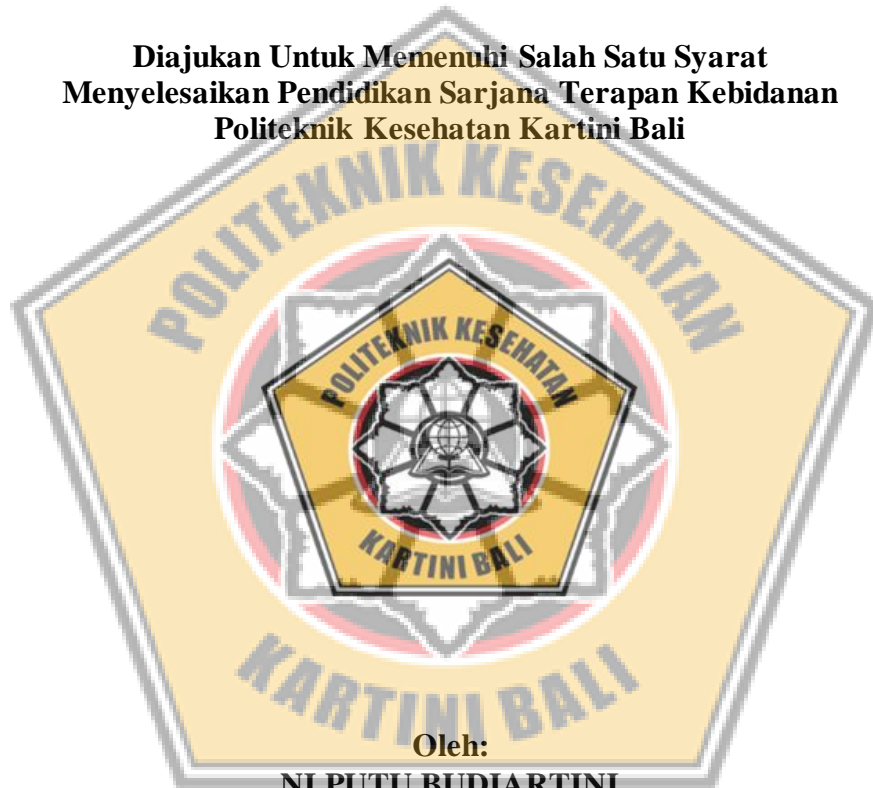 Diajukan Untuk Memenuhi Salah Satu Syarat
Menyelesaikan Pendidikan Sarjana Terapan Kebidanan
Politeknik Kesehatan Kartini Bali
POLITEKNIK KESEHATAN
POLITEKNIK KESEHATAN
KARTINI BALI
KARTINI BALI
Oleh:
NI PUTU BUDIARTINI